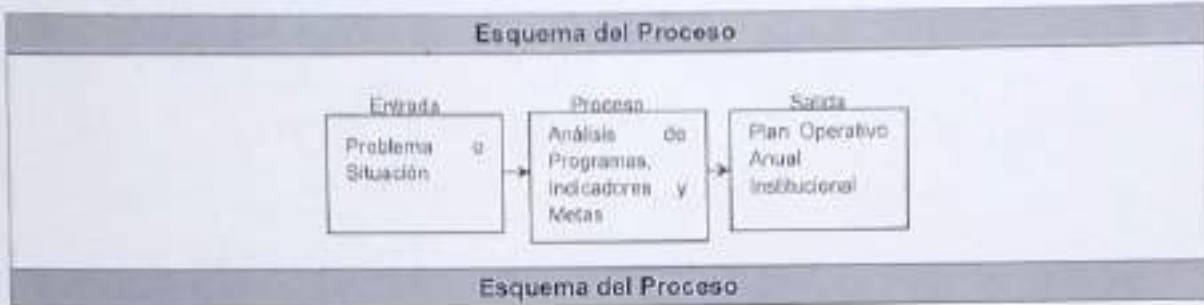 Esquema del Proceso
Entrada
Problema o
Situación
Proceso
Análisis de
Programas,
Indicadores y
Metas
Salida
Plan Operativo
Anual
Institucional
Esquema del Proceso